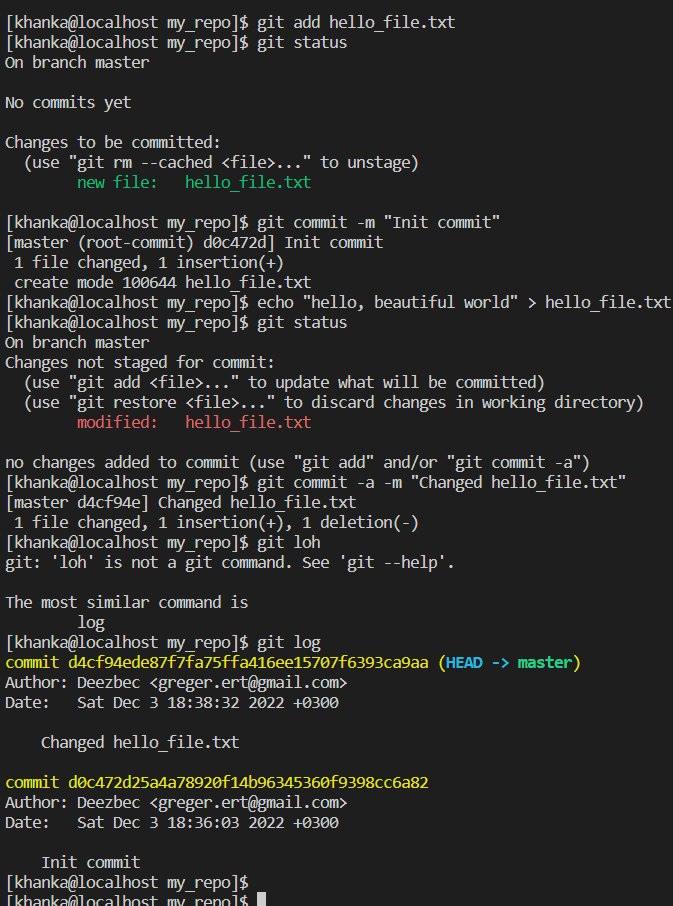 [khanka@localhost my_repo]$ git add hello_file.txt
[khanka@localhost my_repo]$ git status
On branch master

No commits yet

Changes to be committed:
  (use "git rm --cached <file>..." to unstage)
        new file:   hello_file.txt

[khanka@localhost my_repo]$ git commit -m "Init commit"
[master (root-commit) d0c472d] Init commit
 1 file changed, 1 insertion(+)
 create mode 100644 hello_file.txt
[khanka@localhost my_repo]$ echo "hello, beautiful world" > hello_file.txt
[khanka@localhost my_repo]$ git status
On branch master
Changes not staged for commit:
  (use "git add <file>..." to update what will be committed)
  (use "git restore <file>..." to discard changes in working directory)
        modified:   hello_file.txt

no changes added to commit (use "git add" and/or "git commit -a")
[khanka@localhost my_repo]$ git commit -a -m "Changed hello_file.txt"
[master d4cf94e] Changed hello_file.txt
 1 file changed, 1 insertion(+), 1 deletion(-)
[khanka@localhost my_repo]$ git loh
git: 'loh' is not a git command. See 'git --help'.

The most similar command is
        log
[khanka@localhost my_repo]$ git log
commit d4cf94ede87f7fa75ffa416ee15707f6393ca9aa (HEAD -> master)
Author: Deezbec <greger.ert@gmail.com>
Date:   Sat Dec 3 18:38:32 2022 +0300

    Changed hello_file.txt

commit d0c472d25a4a78920f14b96345360f9398cc6a82
Author: Deezbec <greger.ert@gmail.com>
Date:   Sat Dec 3 18:36:03 2022 +0300

    Init commit
[khanka@localhost my_repo]$
[khanka@localhost my_repo]$